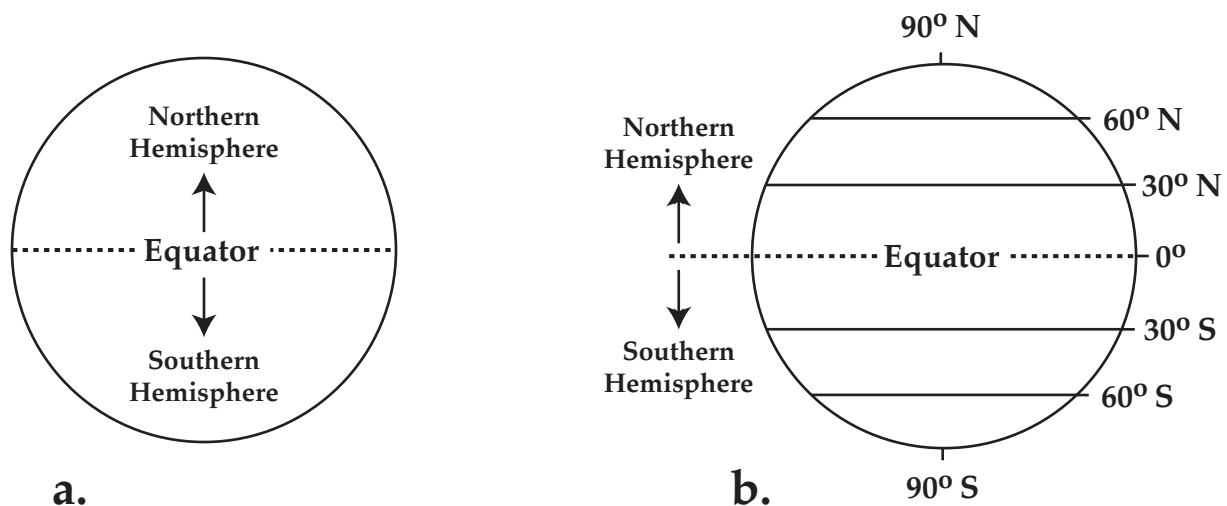 Northern
Hemisphere
Equator
Southern
Hemisphere
a.
90º N
60º N
Northern
Hemisphere
30º N
Equator
0º
30º S
Southern
Hemisphere
60º S
90º S
b.